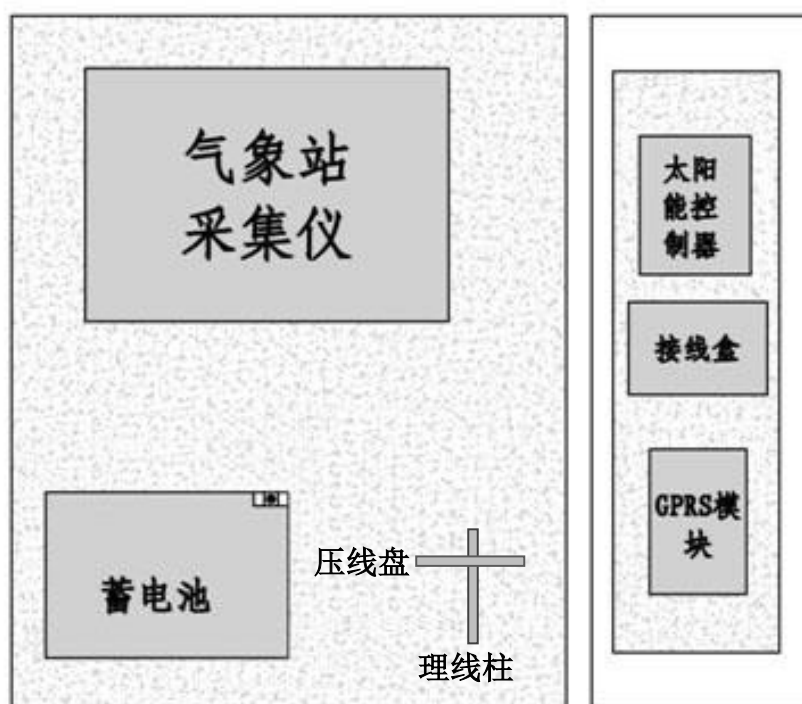 气象站
采集仪
太阳
能控
制器
接线盒
GPRS模
块
蓄电池
压线盘
理线柱